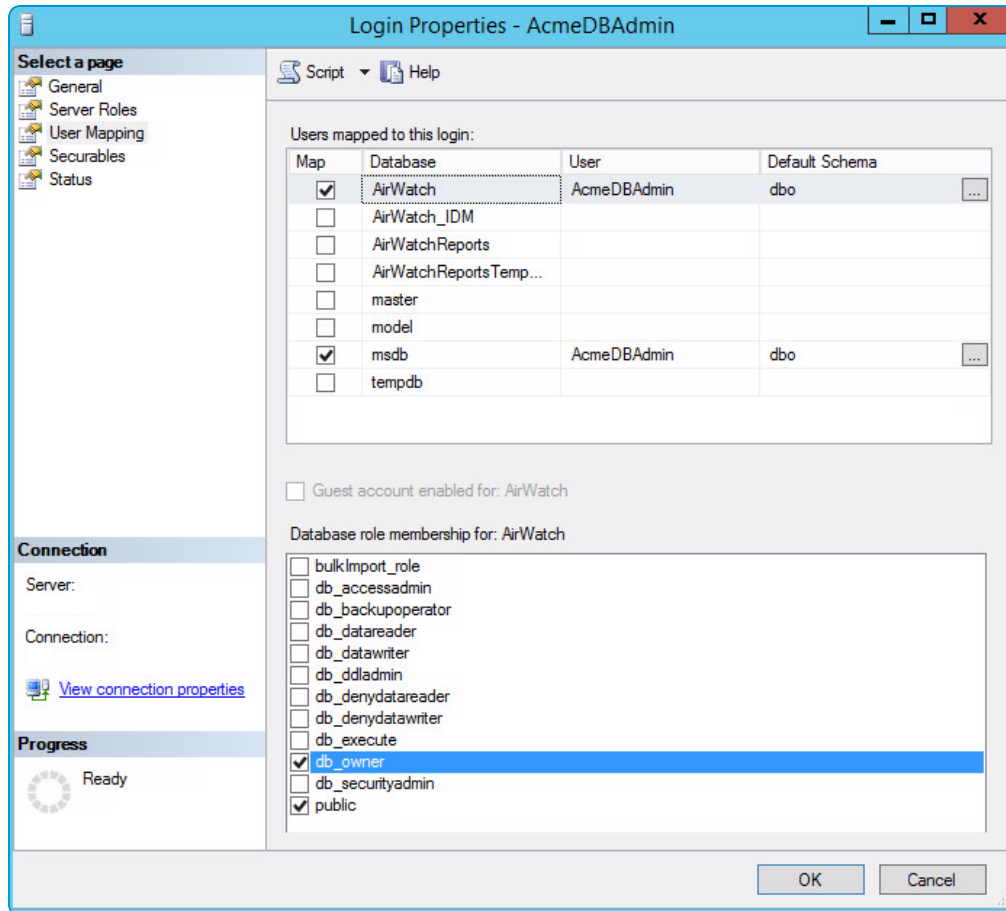 Login Properties - AcmeDBAdmin
Select a page
General
Server Roles
User Mapping
Securables
Status
Script Help
Users mapped to this login:
Map Database User Default Schema
AirWatch AcmeDBAdmin dbo ...
AirWatch_IDM
AirWatchReports
AirWatchReportsTemp...
master
model
msdb AcmeDBAdmin dbo ...
tempdb
Guest account enabled for: AirWatch
Database role membership for: AirWatch
bulkImport_role
db_accessadmin
db_backupoperator
db_datareader
db_datawriter
db_ddladmin
db_denydatareader
db_denydatawriter
db_execute
db_owner
db_securityadmin
public
Connection
Server:
Connection:
View connection properties
Progress
Ready
OK Cancel